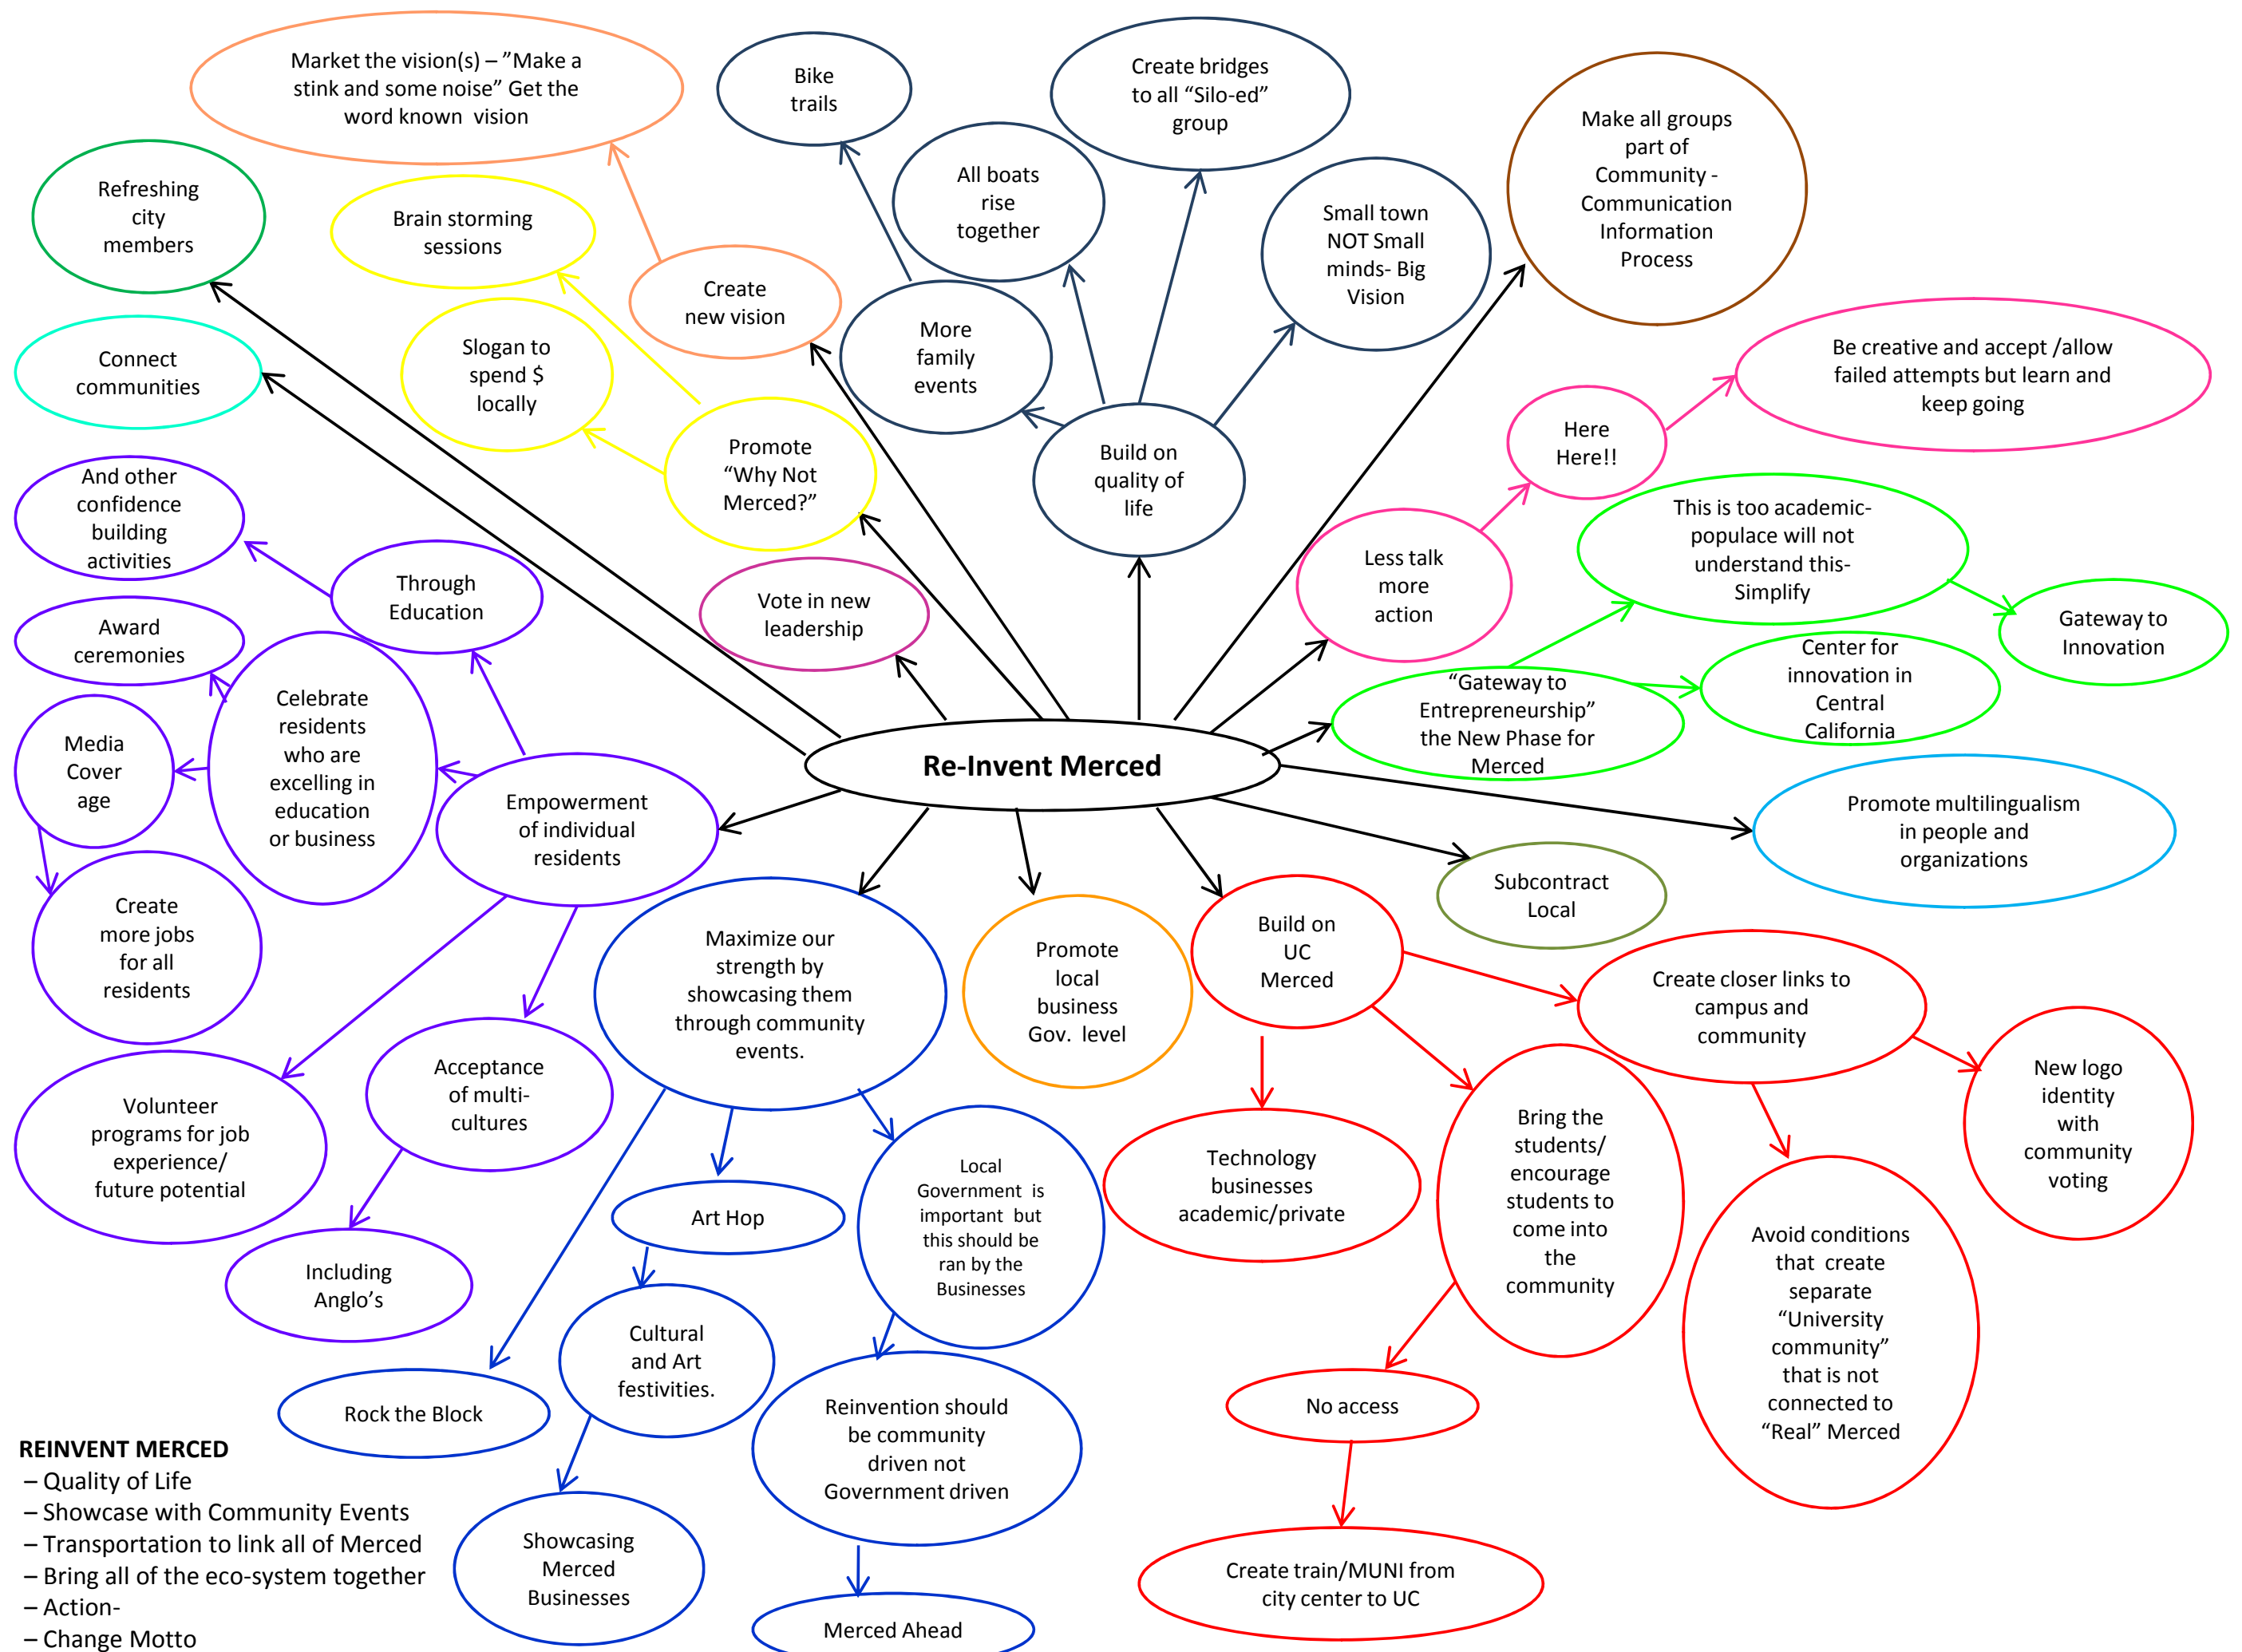 Market the vision(s) – ”Make a
stink and some noise” Get the
word known  vision
Bike
trails
Create bridges
to all “Silo-ed”
group
Make all groups
part of
Community -
Communication
Information
Process
Refreshing
city
members
Brain storming
sessions
All boats
rise
together
Small town
NOT Small
minds- Big
Vision
Create
new vision
Connect
communities
Slogan to
spend $
locally
More
family
events
Be creative and accept /allow
failed attempts but learn and
keep going
Here
Here!!
Promote
“Why Not
Merced?”
Build on
quality of
life
And other
confidence
building
activities
Less talk
more
action
This is too academic-
populace will not
understand this-
Simplify
Through
Education
Vote in new
leadership
Gateway to
Innovation
Award
ceremonies
Center for
innovation in
Central
California
“Gateway to
Entrepreneurship”
the New Phase for
Merced
Celebrate
residents
who are
excelling in
education
or business
Media
Cover
age
Re-Invent Merced
Empowerment
of individual
residents
Promote multilingualism
in people and
organizations
Subcontract
Local
Create
more jobs
for all
residents
Maximize our
strength by
showcasing them
through community
events.
Promote
local
business
Gov.  level
Build on
UC
Merced
Create closer links to
campus and
community
New logo
identity
with
community
voting
Volunteer
programs for job
experience/
future potential
Acceptance
of multi-
cultures
Local
Government  is
important  but
this should be
ran by the
Businesses
Technology
businesses
academic/private
Bring the
students/
encourage
students to
come into
the
community
Art Hop
Avoid conditions
that  create
separate
“University
community”
that is not
connected to
“Real” Merced
Including
Anglo’s
Cultural
and Art
festivities.
Rock the Block
Reinvention should
be community
driven not
Government driven
No access
Showcasing
Merced
Businesses
Create train/MUNI from
city center to UC
Merced Ahead
REINVENT MERCED
– Quality of Life
– Showcase with Community Events
– Transportation to link all of Merced
– Bring all of the eco-system together
– Action-
– Change Motto